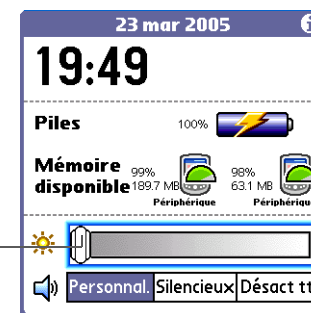 23 mar 2005
19:49
Piles 100%
Mémoire 99% 98%
disponible 189.7 MB 63.1 MB
Périphérique Périphérique
Personnal. Silencieux Désact tt